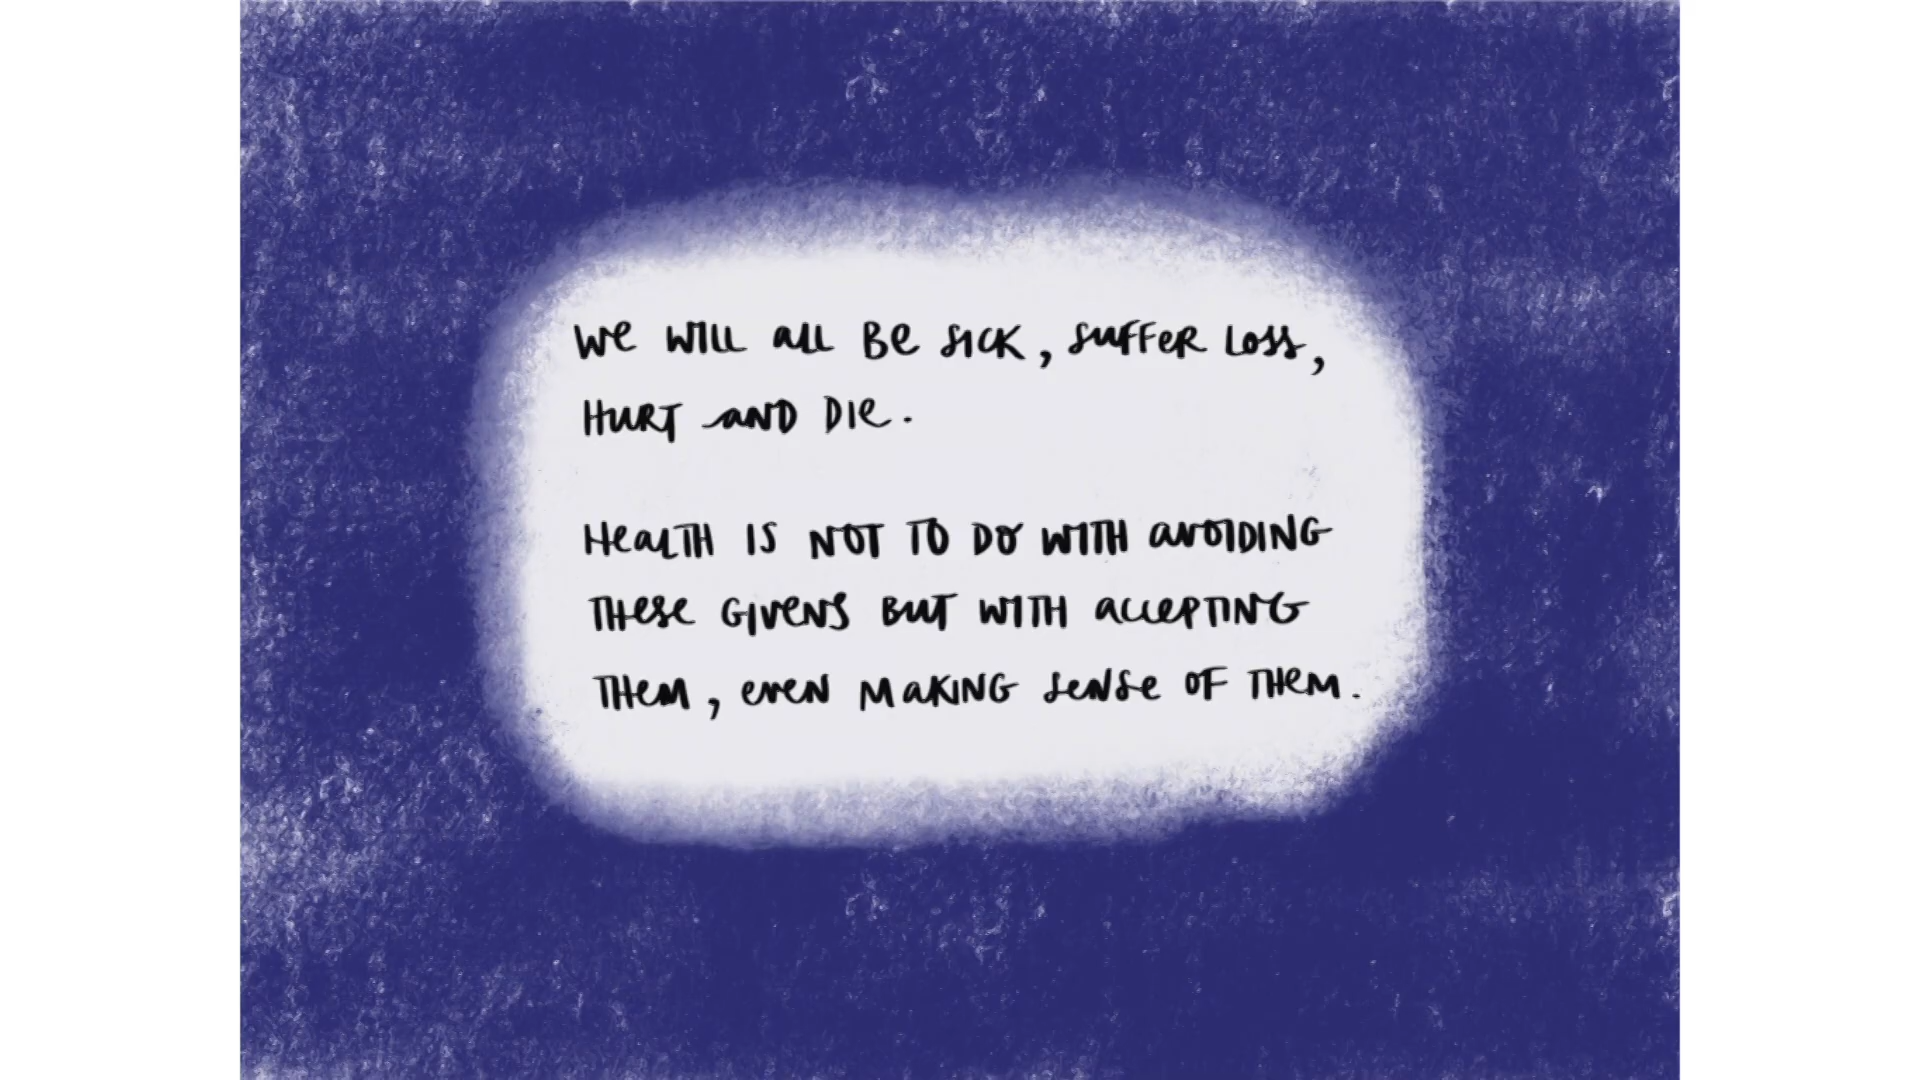 We will all be sick, suffer loss,
hurt and die.
Health is not to do with avoiding
these givens but with accepting
them, even making sense of them.